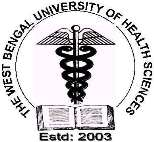 THE WEST BENGAL UNIVERSITY OF HEALTH SCIENCES
Estd: 2003